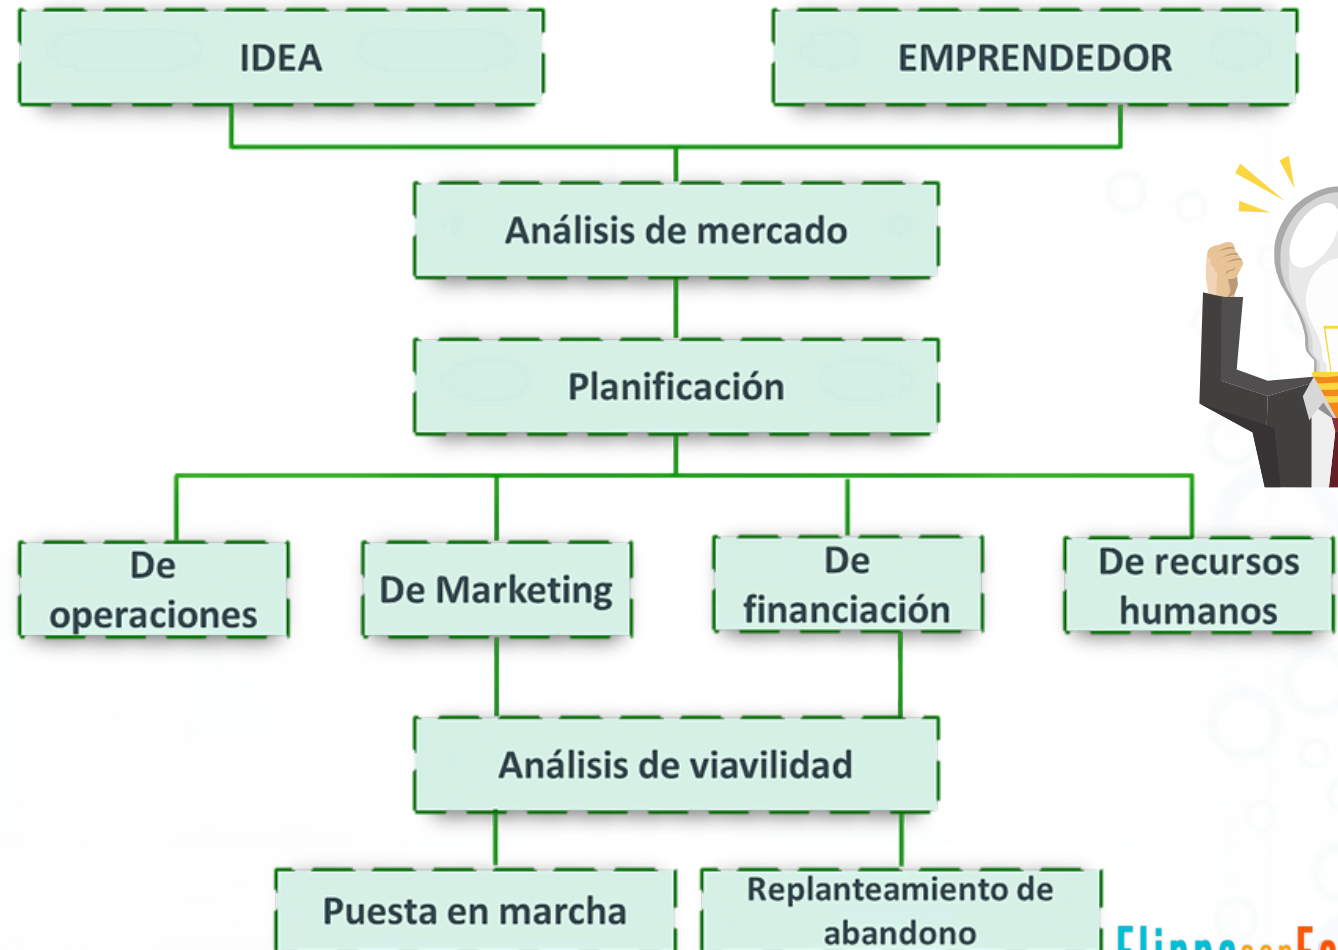 IDEA
EMPRENDEDOR
Análisis de mercado
Planificación
De
operaciones
De Marketing
De
financiación
De recursos
humanos
Análisis de viavilidad
Puesta en marcha
Replanteamiento de
abandono